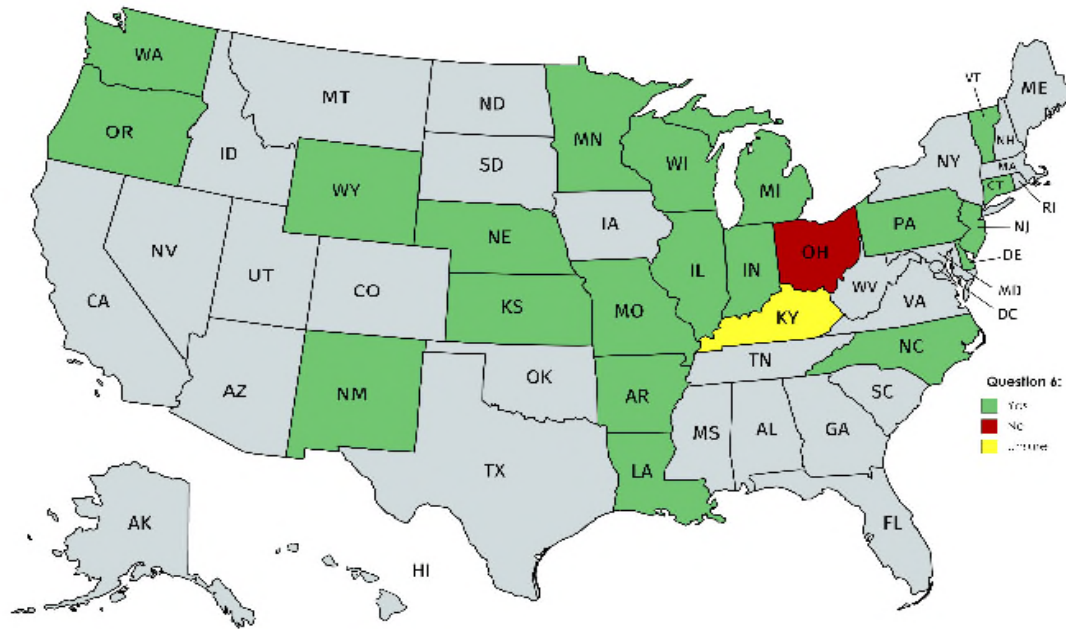 WA
MT
ND
VT
ME
OR
MN
ID
SD
WI
NY
NH
MA
WY
MI
CT
RI
IA
PA
NJ
NE
OH
NV
IL
IN
DE
UT
CO
WV
MD
CA
KS
MO
VA
DC
KY
NC
TN
OK
AZ
NM
AR
SC
Question 6:
Yes
No
Unsure
MS
AL
GA
TX
LA
AK
FL
HI